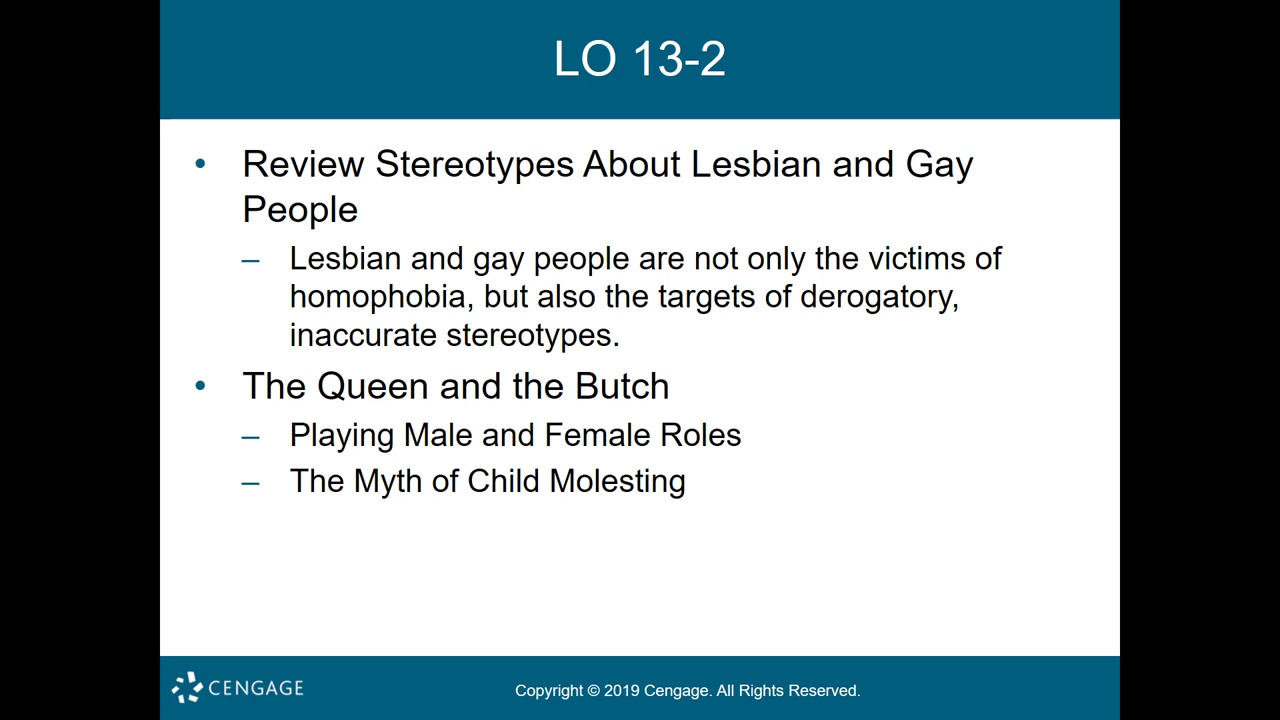 LO 13-2
• Review Stereotypes About Lesbian and Gay
People
– Lesbian and gay people are not only the victims of
homophobia, but also the targets of derogatory,
inaccurate stereotypes.
• The Queen and the Butch
– Playing Male and Female Roles
– The Myth of Child Molesting
CENGAGE
Copyright © 2019 Cengage. All Rights Reserved.